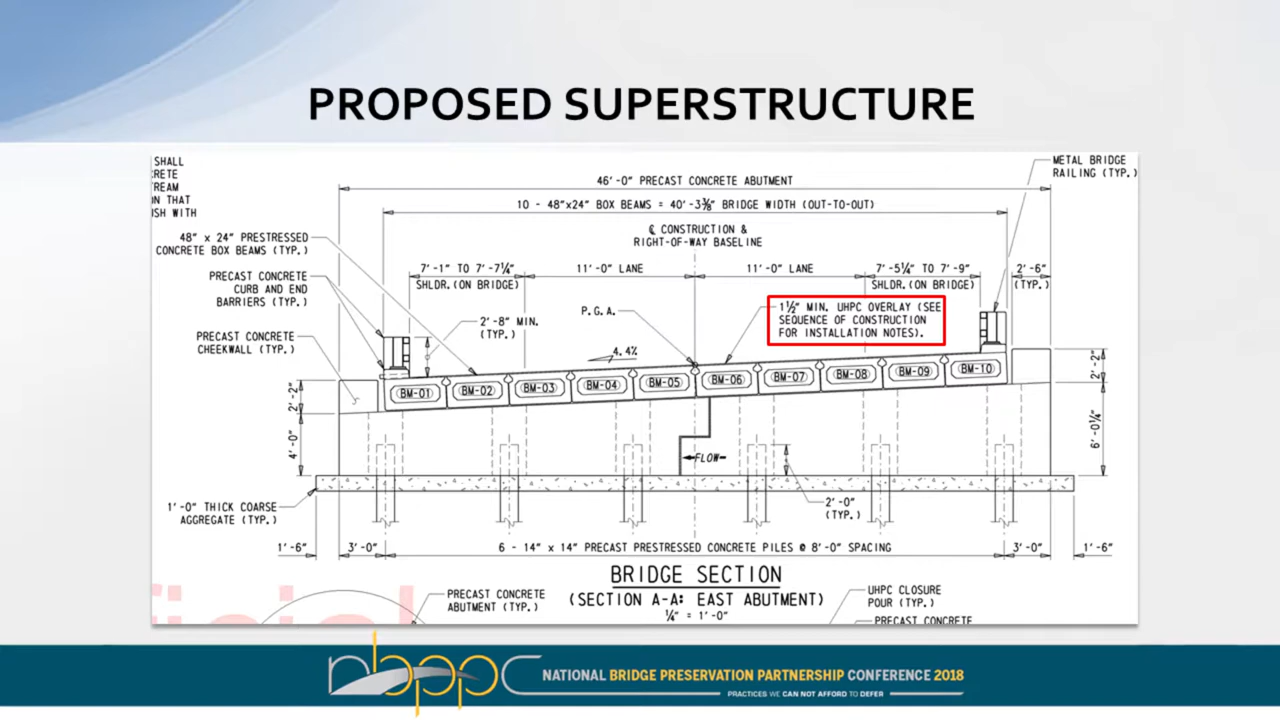 PROPOSED SUPERSTRUCTURE
SHALL
RETE
REAM
N THAT
ISH WITH
METAL BRIDGE
RAILING (TYP.)
46'-0" PRECAST CONCRETE ABUTMENT
10 - 48"x24" BOX BEAMS = 40'-3⅜" BRIDGE WIDTH (OUT-TO-OUT)
℄ CONSTRUCTION &
RIGHT-OF-WAY BASELINE
48" x 24" PRESTRESSED
CONCRETE BOX BEAMS (TYP.)
PRECAST CONCRETE
CURB AND END
BARRIERS (TYP.)
PRECAST CONCRETE
CHEEKWALL (TYP.)
7'-1" TO 7'-7¼"
SHLDR. (ON BRIDGE)
11'-0" LANE
11'-0" LANE
7'-5¼" TO 7'-9"
SHLDR. (ON BRIDGE)
2'-6"
(TYP.)
2'-8" MIN.
(TYP.)
P.G.A.
1½" MIN. UHPC OVERLAY (SEE
SEQUENCE OF CONSTRUCTION
FOR INSTALLATION NOTES).
4.4%
BM-01
BM-02
BM-03
BM-04
BM-05
BM-06
BM-07
BM-08
BM-09
BM-10
2'-2"
4'-0"
2'-2"
6'-0¼"
FLOW
1'-0" THICK COARSE
AGGREGATE (TYP.)
2'-0"
(TYP.)
1'-6"
3'-0"
6 - 14" x 14" PRECAST PRESTRESSED CONCRETE PILES @ 8'-0" SPACING
3'-0"
1'-6"
BRIDGE SECTION
(SECTION A-A: EAST ABUTMENT)
¼" = 1'-0"
PRECAST CONCRETE
ABUTMENT (TYP.)
UHPC CLOSURE
POUR (TYP.)
PRECAST CONCRETE
nbppc
NATIONAL BRIDGE PRESERVATION PARTNERSHIP CONFERENCE 2018
PRACTICES WE CAN NOT AFFORD TO DEFER